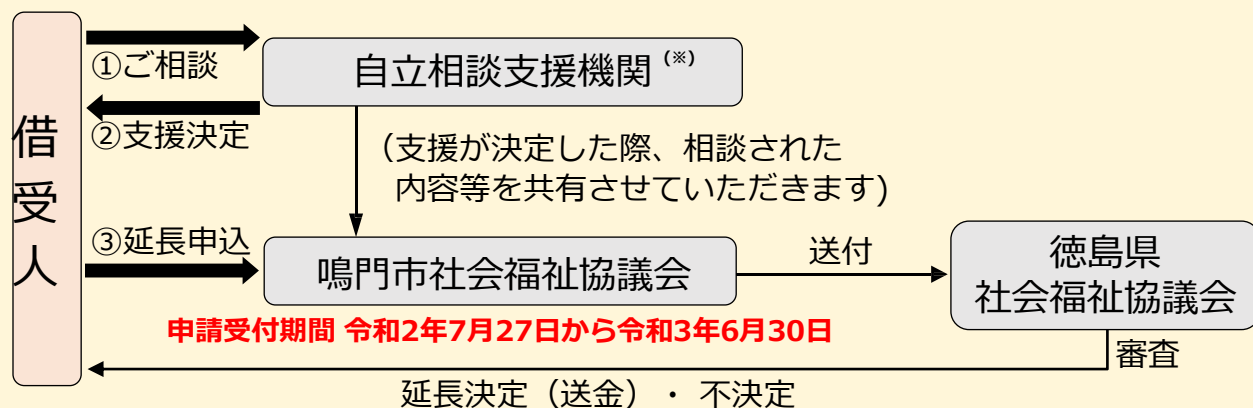 借受人
①ご相談
自立相談支援機関(※)
②支援決定
(支援が決定した際、相談された
内容等を共有させていただきます)
③延長申込
鳴門市社会福祉協議会
送付
徳島県
社会福祉協議会
申請受付期間 令和2年7月27日から令和3年6月30日
審査
延長決定(送金)・ 不決定